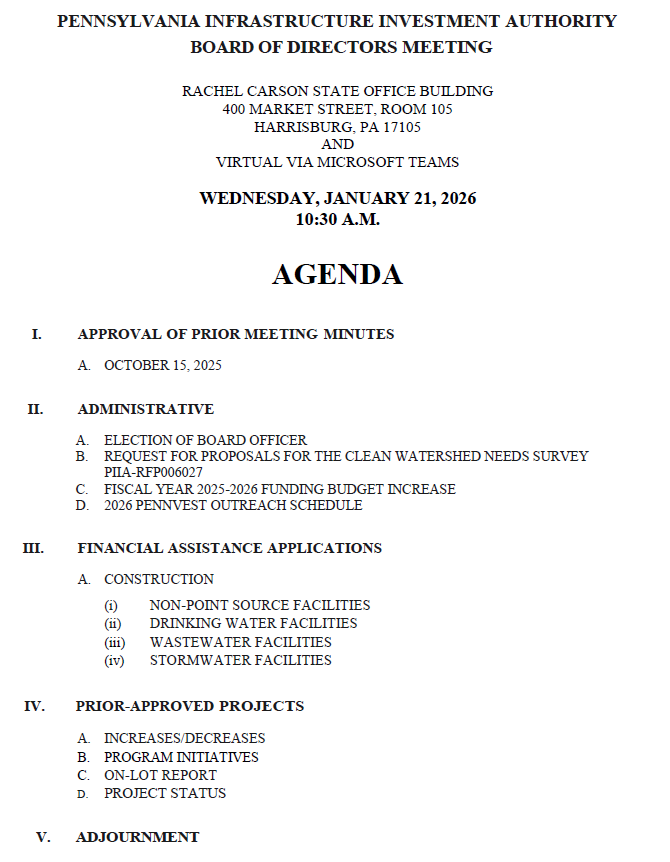 PENNSYLVANIA INFRASTRUCTURE INVESTMENT AUTHORITY
BOARD OF DIRECTORS MEETING
RACHEL CARSON STATE OFFICE BUILDING
400 MARKET STREET, ROOM 105
HARRISBURG, PA 17105
AND
VIRTUAL VIA MICROSOFT TEAMS
WEDNESDAY, JANUARY 21, 2026
10:30 A.M.
AGENDA
I. APPROVAL OF PRIOR MEETING MINUTES
A. OCTOBER 15, 2025
II. ADMINISTRATIVE
A. ELECTION OF BOARD OFFICER
B. REQUEST FOR PROPOSALS FOR THE CLEAN WATERSHED NEEDS SURVEY
PIIA-RFP006027
C. FISCAL YEAR 2025-2026 FUNDING BUDGET INCREASE
D. 2026 PENNVEST OUTREACH SCHEDULE
III. FINANCIAL ASSISTANCE APPLICATIONS
A. CONSTRUCTION
(i) NON-POINT SOURCE FACILITIES
(ii) DRINKING WATER FACILITIES
(iii) WASTEWATER FACILITIES
(iv) STORMWATER FACILITIES
IV. PRIOR-APPROVED PROJECTS
A. INCREASES/DECREASES
B. PROGRAM INITIATIVES
C. ON-LOT REPORT
D. PROJECT STATUS
V. ADJOURNMENT